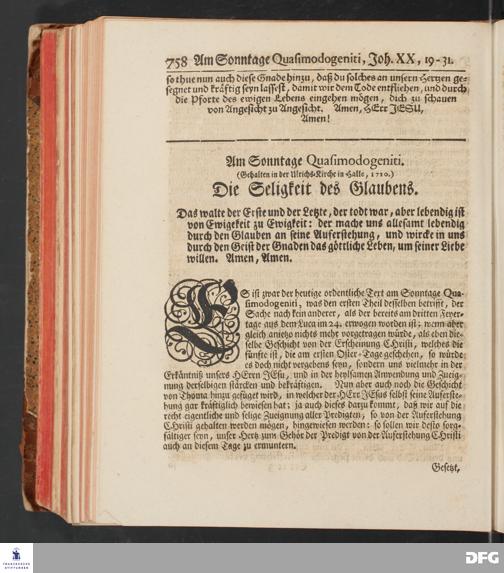 758 Am Sonntage Quasimodogeniti, Joh. XX, 19-31.
so thue nun auch diese Gnade hinzu, daß du solches an unsern Hertzen ge-
segnet und kräftig seyn lassest, damit wir dem Tode entfliehen, und durch
die Pforte des ewigen Lebens eingehen mögen, dich zu schauen
von Angesicht zu Angesicht. Amen, HErr JESU,
Amen!
Am Sonntage Quasimodogeniti.
(Gehalten in der Ulrichs-Kirche in Halle, 1720.)
Die Seligkeit des Glaubens.
Das walte der Erste und der Letzte, der todt war, aber lebendig ist
von Ewigkeit zu Ewigkeit: der mache uns allesamt lebendig
durch den Glauben an seine Auferstehung, und wircke in uns
durch den Geist der Gnaden das göttliche Leben, um seiner Liebe
willen. Amen, Amen.
ES ist zwar der heutige ordentliche Text am Sonntage Qua-
simodogeniti, was den ersten Theil desselben betrift, der
Sache nach kein anderer, als der bereits am dritten Feyer-
tage aus dem Luca im 24. erwogen worden ist; wenn aber
gleich anietzo nichts mehr vorgetragen würde, als eben die-
selbe Geschicht von der Erscheinung Christi, welches die
fünfte ist, die am ersten Oster-Tage geschehen, so würde
es doch nicht vergebens seyn, sondern uns vielmehr in der
Erkäntniß unsers HErrn JEsu, und in der heylsamen Anwendung und Zueig-
nung derselbigen stärcken und bekräftigen. Nun aber auch noch die Geschicht
von Thoma hinzu gefüget wird, in welcher der HErr JEsus selbst seine Auferste-
hung gar kräftiglich bewiesen hat; ja auch dieses darzu kommt, daß wir auf die
recht eigentliche und selige Zueignung aller Predigten, so von der Auferstehung
Christi gehalten werden mögen, hingewiesen werden: so sollen wir desto sorg-
fältiger seyn, unser Hertz zum Gehör der Predigt von der Auferstehung Christi
auch an diesem Tage zu ermuntern.
Gesetzt,
FRANCKESCHE
STIFTUNGEN
DFG